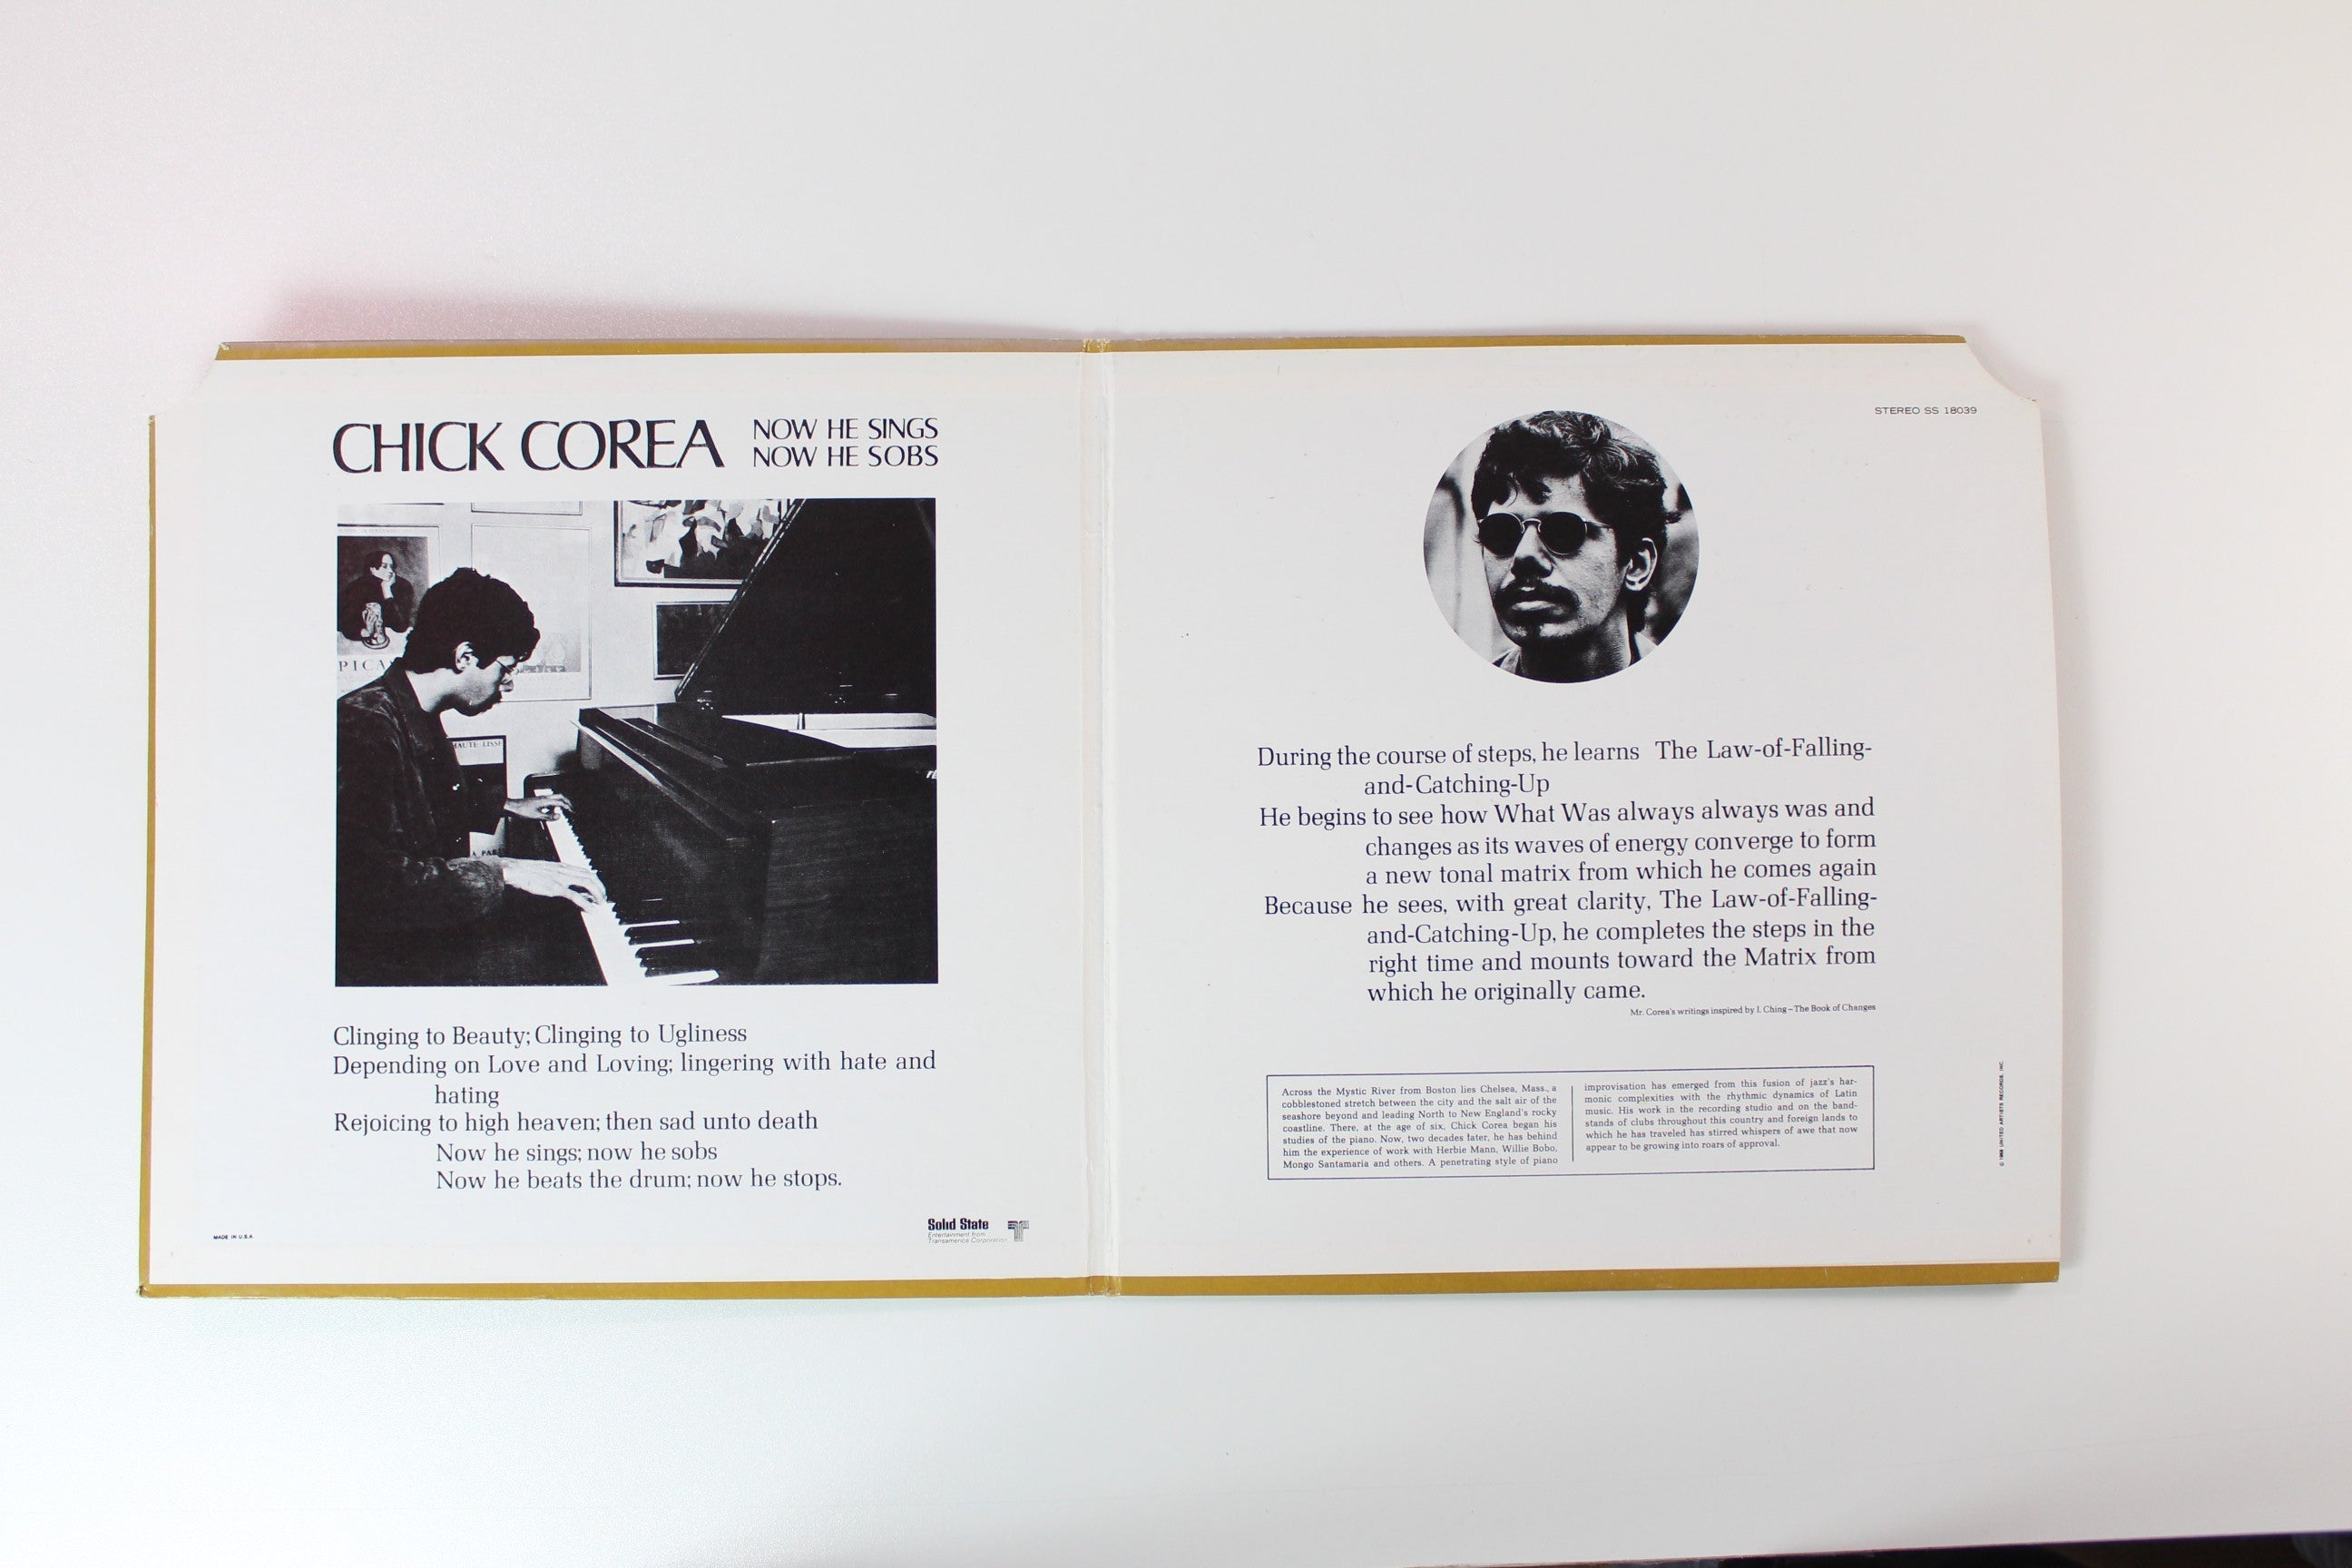 CHICK COREA
NOW HE SINGS
NOW HE SOBS
PICA
HAUTE LISSE
A PAR
Clinging to Beauty; Clinging to Ugliness
Depending on Love and Loving; lingering with hate and
hating
Rejoicing to high heaven; then sad unto death
Now he sings; now he sobs
Now he beats the drum; now he stops.
MADE IN U.S.A
Solid State
Entertainment from
Transamerica Corporation
STEREO SS 18039
During the course of steps, he learns The Law-of-Falling-
and-Catching-Up
He begins to see how What Was always always was and
changes as its waves of energy converge to form
a new tonal matrix from which he comes again
Because he sees, with great clarity, The Law-of-Falling-
and-Catching-Up, he completes the steps in the
right time and mounts toward the Matrix from
which he originally came.
Mr. Corea's writings inspired by I. Ching – The Book of Changes
Across the Mystic River from Boston lies Chelsea, Mass., a
cobblestoned stretch between the city and the salt air of the
seashore beyond and leading North to New England's rocky
coastline. There, at the age of six, Chick Corea began his
studies of the piano. Now, two decades later, he has behind
him the experience of work with Herbie Mann, Willie Bobo,
Mongo Santamaria and others. A penetrating style of piano
improvisation has emerged from this fusion of jazz's har-
monic complexities with the rhythmic dynamics of Latin
music. His work in the recording studio and on the band-
stands of clubs throughout this country and foreign lands to
which he has traveled has stirred whispers of awe that now
appear to be growing into roars of approval.
© 1968 UNITED ARTISTS RECORDS, INC.